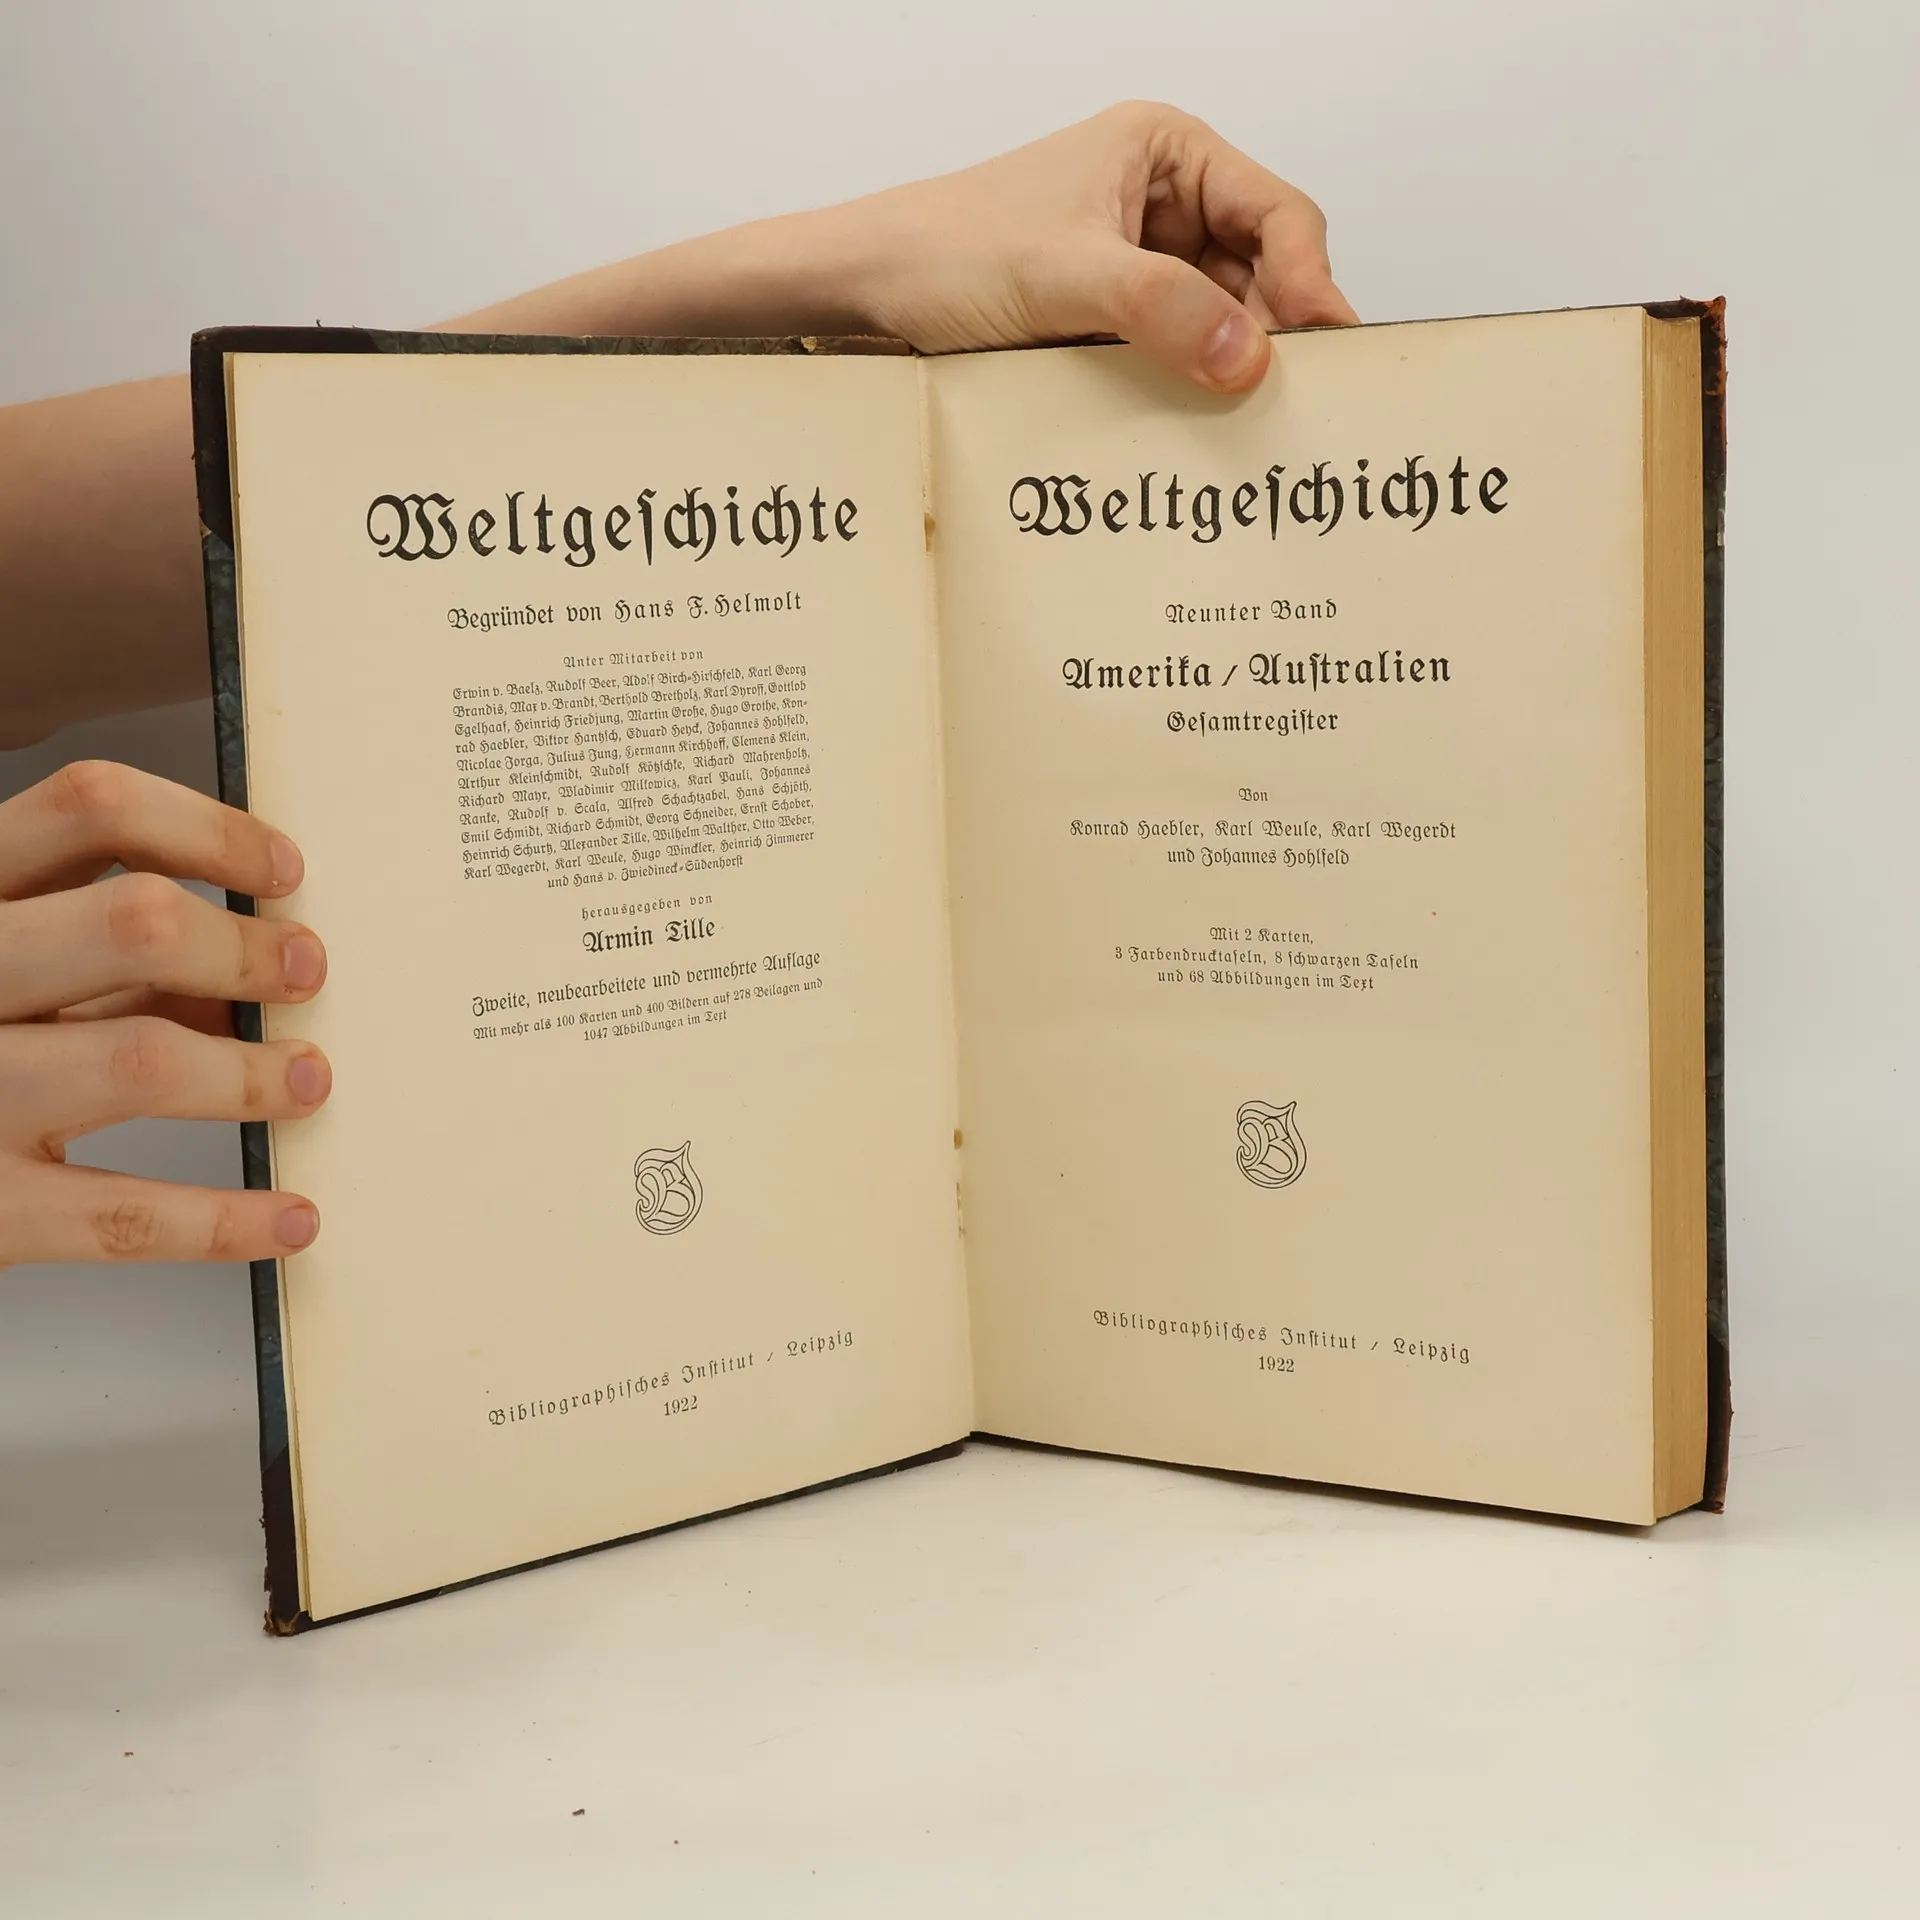 Weltgeſchichte
Begründet von Hans F. Helmolt
Unter Mitarbeit von
Erwin v. Baelz, Rudolf Beer, Adolf Birch-Hirſchfeld, Karl Georg
Brandis, Max v. Brandt, Berthold Bretholz, Karl Dyroff, Gottlob
Egelhaaf, Heinrich Friedjung, Martin Große, Hugo Grothe, Kon-
rad Haebler, Viktor Hantzſch, Eduard Heyck, Johannes Hohlfeld,
Nicolae Jorga, Julius Jung, Hermann Kirchhoff, Clemens Klein,
Arthur Kleinſchmidt, Rudolf Kötzſchke, Richard Mahrenholtz,
Richard Mayr, Wladimir Milkowicz, Karl Pauli, Johannes
Ranke, Rudolf v. Scala, Alfred Schachtzabel, Hans Schjöth,
Emil Schmidt, Richard Schmidt, Georg Schneider, Ernſt Schober,
Heinrich Schurtz, Alexander Tille, Wilhelm Walther, Otto Weber,
Karl Wegerdt, Karl Weule, Hugo Winckler, Heinrich Zimmerer
und Hans v. Zwiedineck-Südenhorſt
herausgegeben von
Armin Tille
Zweite, neubearbeitete und vermehrte Auflage
Mit mehr als 100 Karten und 400 Bildern auf 278 Beilagen und
1047 Abbildungen im Text
BI
Bibliographiſches Inſtitut / Leipzig
1922
Weltgeſchichte
Neunter Band
Amerika / Auſtralien
Geſamtregiſter
Von
Konrad Haebler, Karl Weule, Karl Wegerdt
und Johannes Hohlfeld
Mit 2 Karten,
3 Farbendrucktafeln, 8 ſchwarzen Tafeln
und 68 Abbildungen im Text
BI
Bibliographiſches Inſtitut / Leipzig
1922